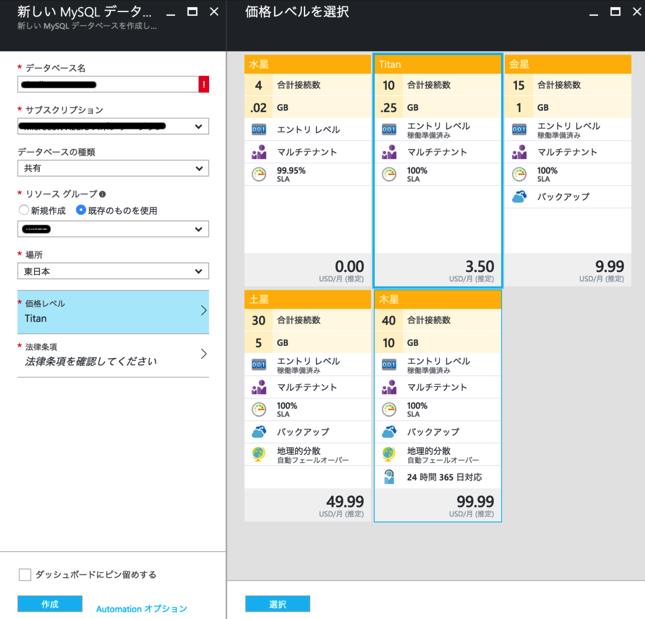 新しい MySQL データ...
新しい MySQL データベースを作成し...
* データベース名
!
* サブスクリプション
データベースの種類
共有
* リソース グループ
新規作成
既存のものを使用
* 場所
東日本
* 価格レベル
Titan
* 法律条項
法律条項を確認してください
ダッシュボードにピン留めする
作成
Automation オプション
価格レベルを選択
水星
4 合計接続数
.02 GB
エントリ レベル
マルチテナント
99.95%
SLA
0.00
USD/月 (推定)
Titan
10 合計接続数
.25 GB
エントリ レベル
稼働準備済み
マルチテナント
100%
SLA
3.50
USD/月 (推定)
金星
15 合計接続数
1 GB
エントリ レベル
稼働準備済み
マルチテナント
100%
SLA
バックアップ
9.99
USD/月 (推定)
土星
30 合計接続数
5 GB
エントリ レベル
稼働準備済み
マルチテナント
100%
SLA
バックアップ
地理的分散
自動フェールオーバー
49.99
USD/月 (推定)
木星
40 合計接続数
10 GB
エントリ レベル
稼働準備済み
マルチテナント
100%
SLA
バックアップ
地理的分散
自動フェールオーバー
24 時間 365 日対応
99.99
USD/月 (推定)
選択